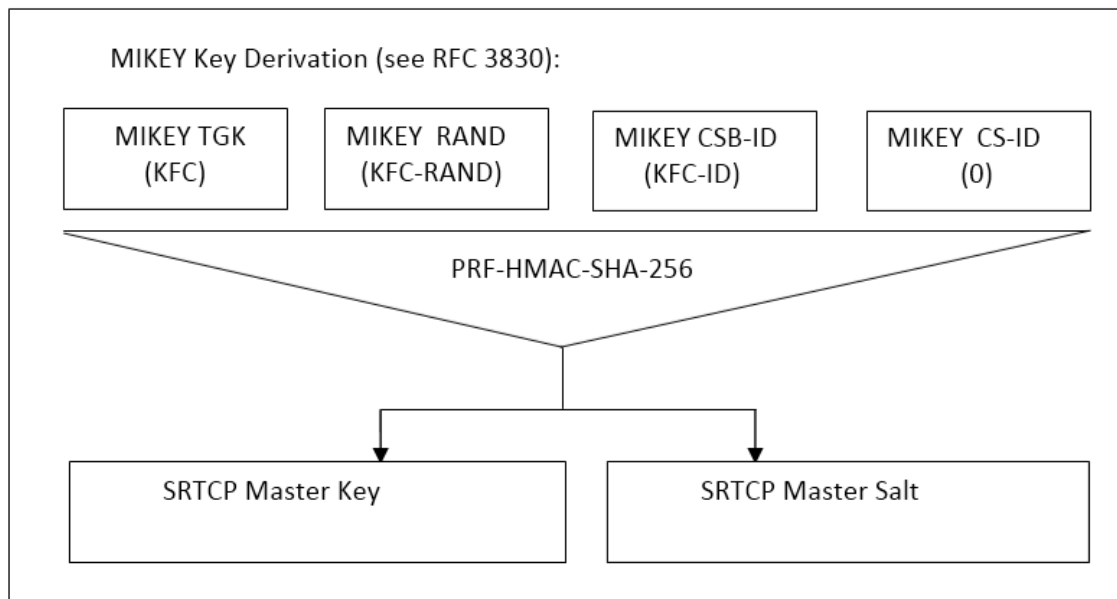 MIKEY Key Derivation (see RFC 3830):
MIKEY TGK
(KFC)
MIKEY RAND
(KFC-RAND)
MIKEY CSB-ID
(KFC-ID)
MIKEY CS-ID
(0)
PRF-HMAC-SHA-256
SRTCP Master Key
SRTCP Master Salt